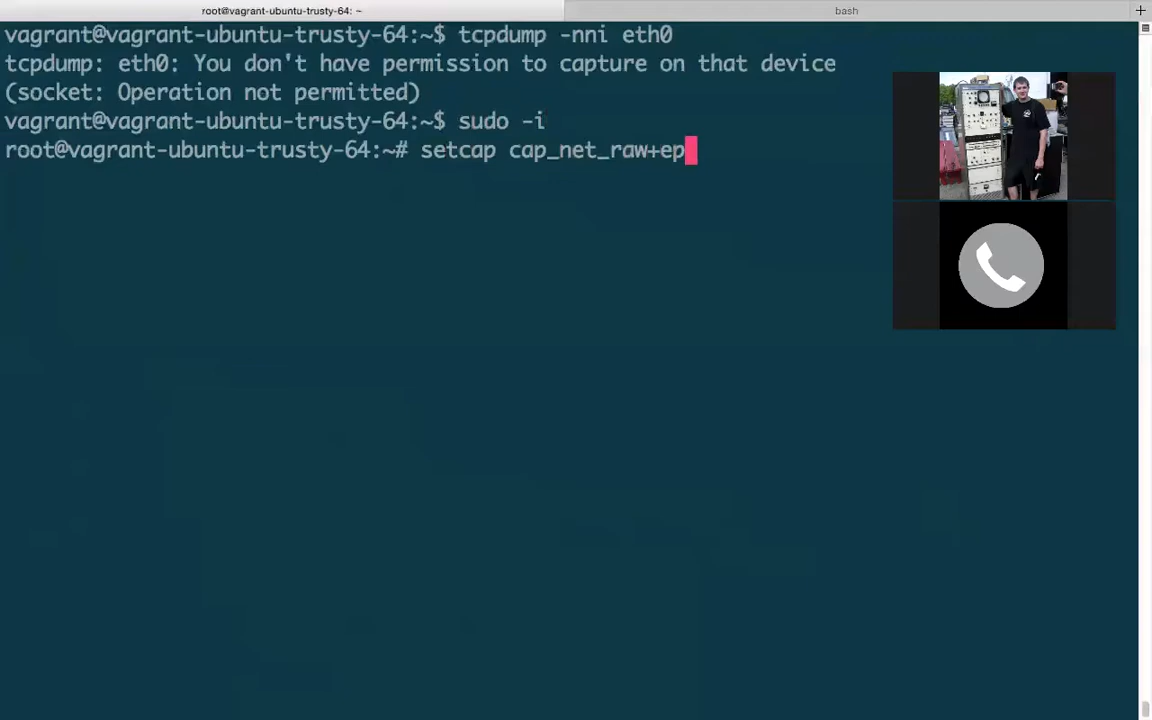 root@vagrant-ubuntu-trusty-64: ~
bash
vagrant@vagrant-ubuntu-trusty-64:~$ tcpdump -nni eth0
tcpdump: eth0: You don't have permission to capture on that device
(socket: Operation not permitted)
vagrant@vagrant-ubuntu-trusty-64:~$ sudo -i
root@vagrant-ubuntu-trusty-64:~# setcap cap_net_raw+ep